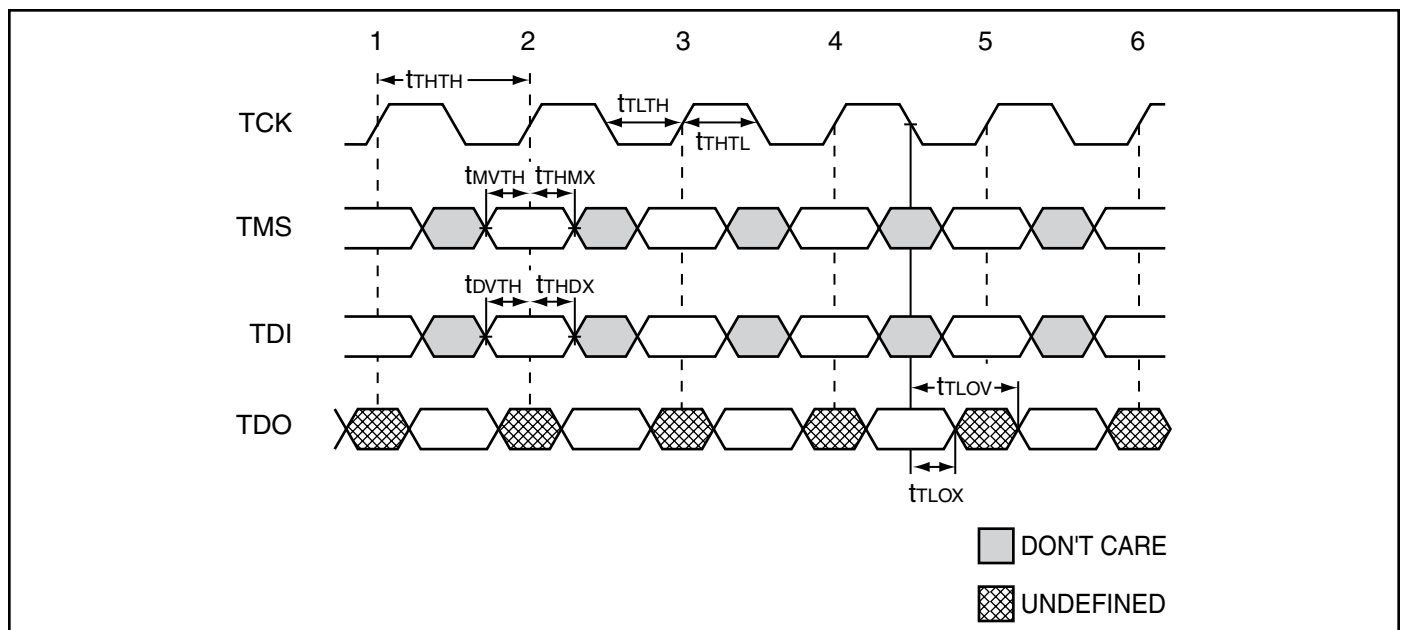 1 2 3 4 5 6
tTHTH
TCK
tTLTH
tTHTL
tMVTH tTHMX
TMS
tDVTH tTHDX
TDI
tTLOV
TDO
tTLOX
DON'T CARE
UNDEFINED